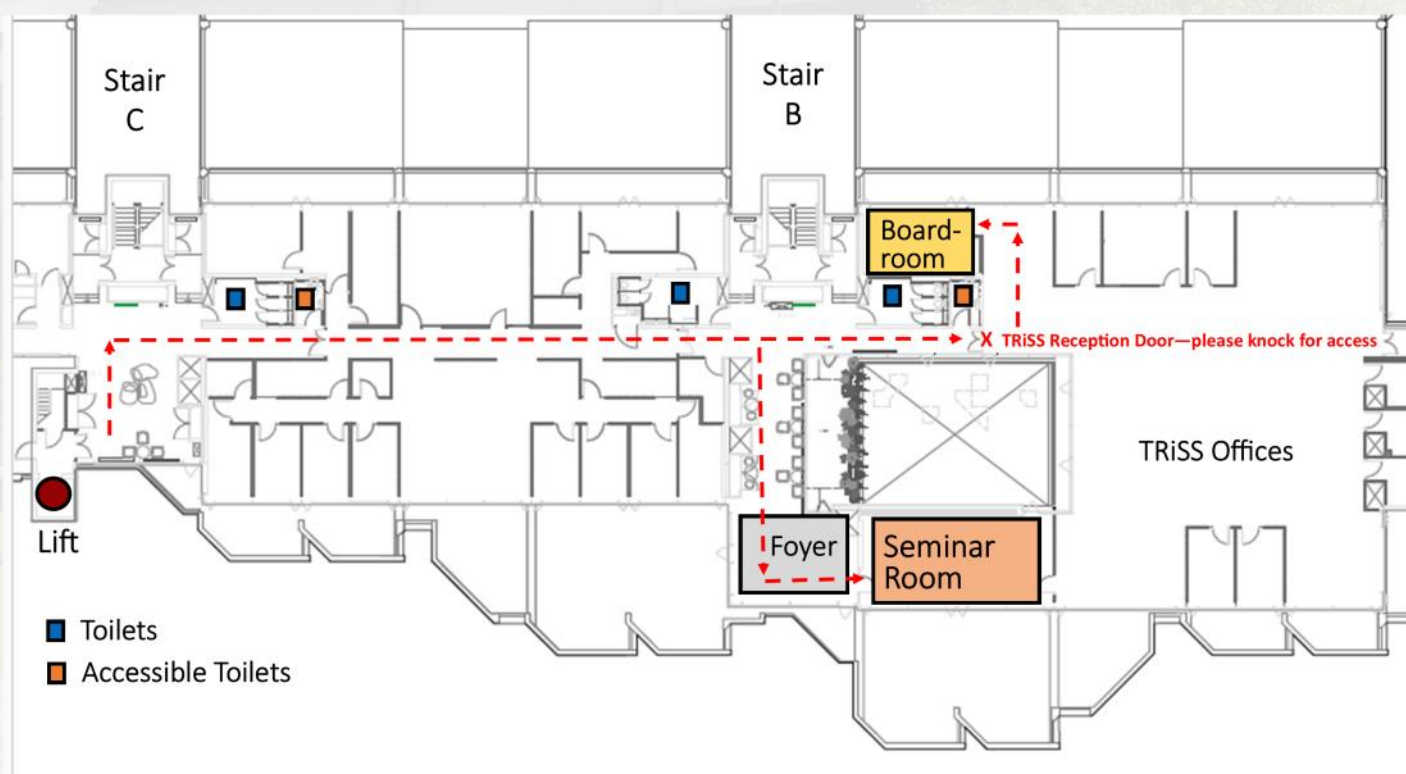 Stair
C
Stair
B
Board-
room
X TRiSS Reception Door—please knock for access
TRiSS Offices
Lift
Foyer
Seminar
Room
Toilets
Accessible Toilets